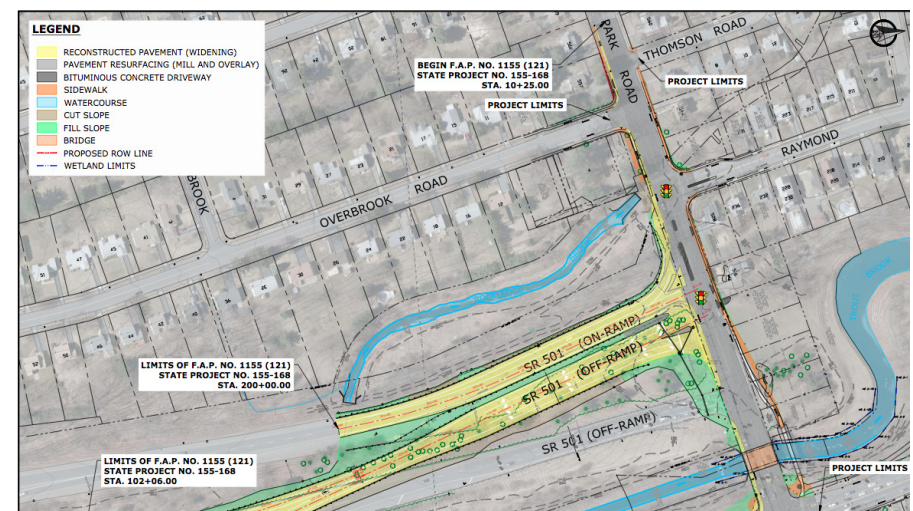 LEGEND
RECONSTRUCTED PAVEMENT (WIDENING)
PAVEMENT RESURFACING (MILL AND OVERLAY)
BITUMINOUS CONCRETE DRIVEWAY
SIDEWALK
WATERCOURSE
CUT SLOPE
FILL SLOPE
BRIDGE
PROPOSED ROW LINE
WETLAND LIMITS
BEGIN F.A.P. NO. 1155 (121)
STATE PROJECT NO. 155-168
STA. 10+25.00
PROJECT LIMITS
PARK
ROAD
THOMSON ROAD
PROJECT LIMITS
RAYMOND
OVERBROOK ROAD
BROOK
TROUT BROOK
SR 501 (ON-RAMP)
SR 501 (OFF-RAMP)
SR 501 (OFF-RAMP)
LIMITS OF F.A.P. NO. 1155 (121)
STATE PROJECT NO. 155-168
STA. 200+00.00
LIMITS OF F.A.P. NO. 1155 (121)
STATE PROJECT NO. 155-168
STA. 102+06.00
PROJECT LIMITS